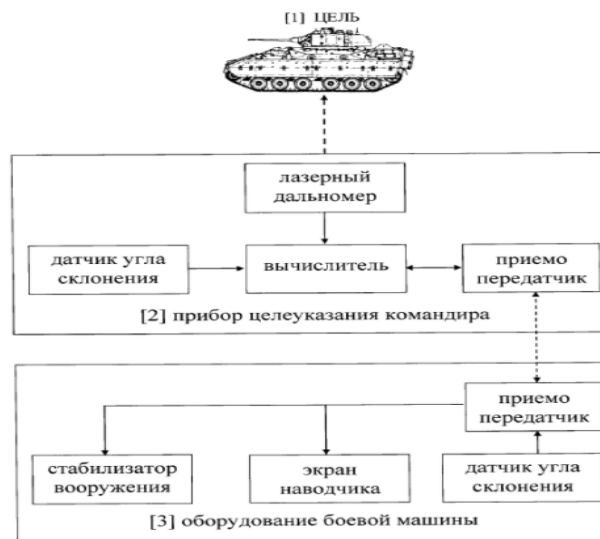 [1] ЦЕЛЬ
лазерный
дальномер
датчик угла
склонения
вычислитель
приемо
передатчик
[2] прибор целеуказания командира
приемо
передатчик
стабилизатор
вооружения
экран
наводчика
датчик угла
склонения
[3] оборудование боевой машины